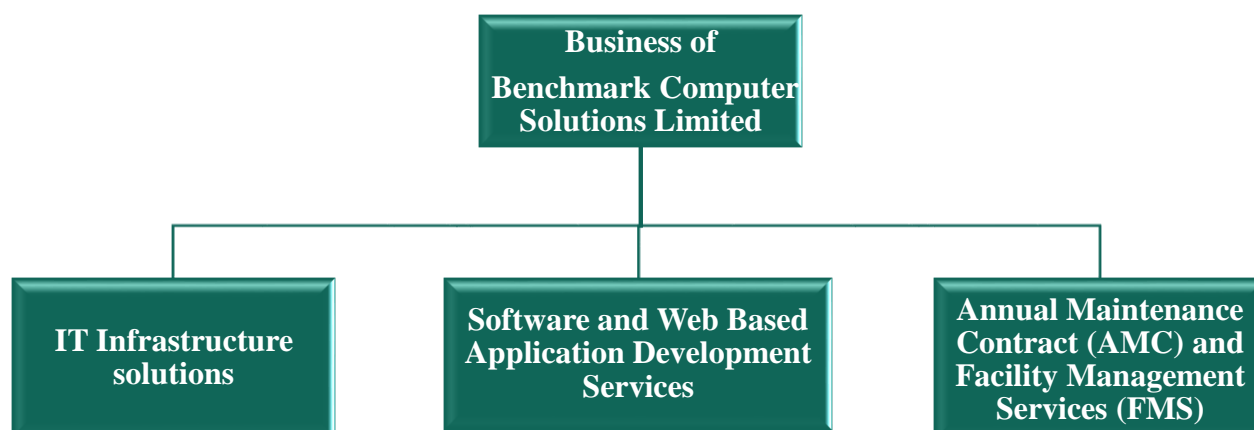 Business of
Benchmark Computer
Solutions Limited
IT Infrastructure
solutions
Software and Web Based
Application Development
Services
Annual Maintenance
Contract (AMC) and
Facility Management
Services (FMS)